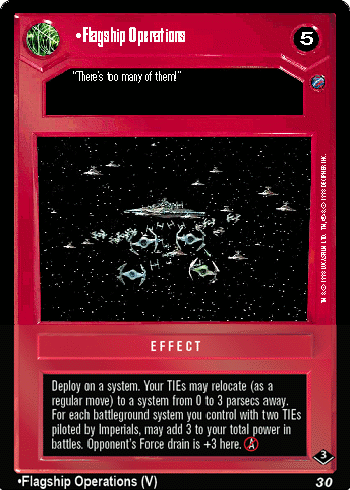 •Flagship Operations
5
"There's too many of them!"
EFFECT
Deploy on a system. Your TIEs may relocate (as a
regular move) to a system from 0 to 3 parsecs away.
For each battleground system you control with two TIEs
piloted by Imperials, may add 3 to your total power in
battles. Opponent's Force drain is +3 here. A
3
•Flagship Operations (V)
30